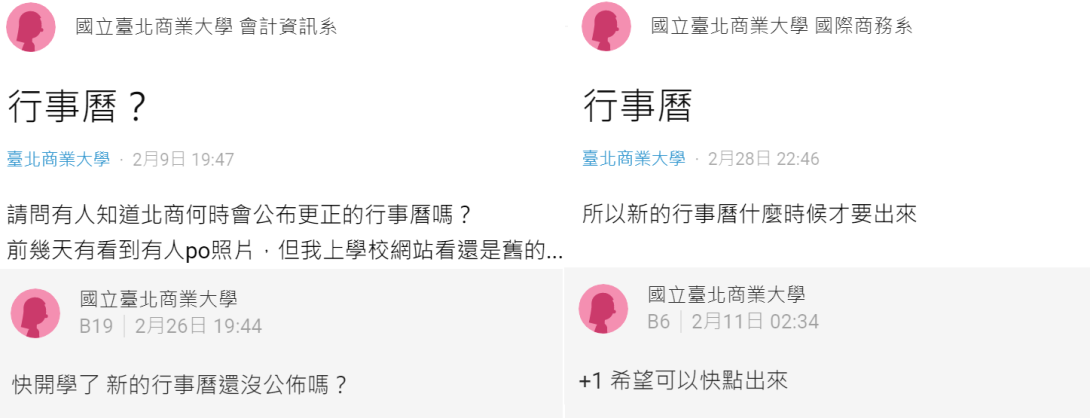 國立臺北商業大學 會計資訊系
行事曆？
臺北商業大學 · 2月9日 19:47
請問有人知道北商何時會公布更正的行事曆嗎？
前幾天有看到有人po照片，但我上學校網站看還是舊的...
國立臺北商業大學
B19 | 2月26日 19:44
快開學了 新的行事曆還沒公佈嗎？
國立臺北商業大學 國際商務系
行事曆
臺北商業大學 · 2月28日 22:46
所以新的行事曆什麼時候才要出來
國立臺北商業大學
B6 | 2月11日 02:34
+1 希望可以快點出來